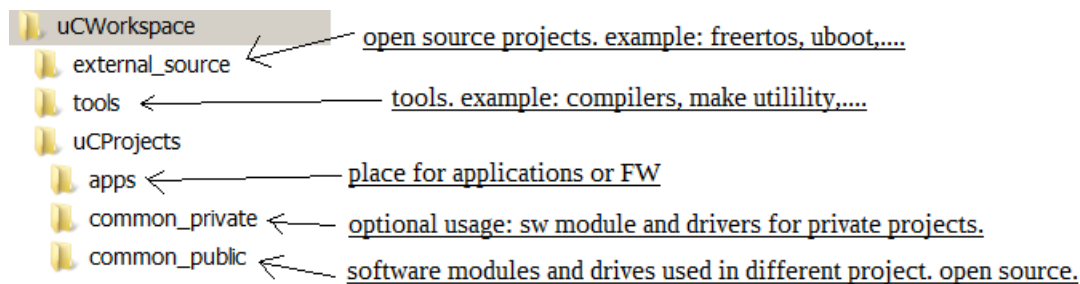 uCWorkspace
open source projects. example: freertos, uboot,....
external_source
tools
tools. example: compilers, make utilility,....
uCProjects
apps
place for applications or FW
common_private
optional usage: sw module and drivers for private projects.
common_public
software modules and drives used in different project. open source.